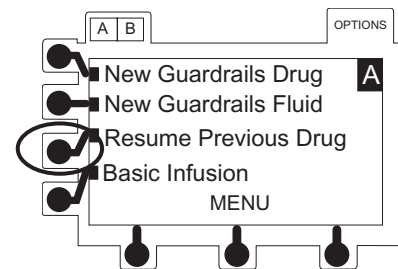 A B
OPTIONS
New Guardrails Drug
A
New Guardrails Fluid
Resume Previous Drug
Basic Infusion
MENU